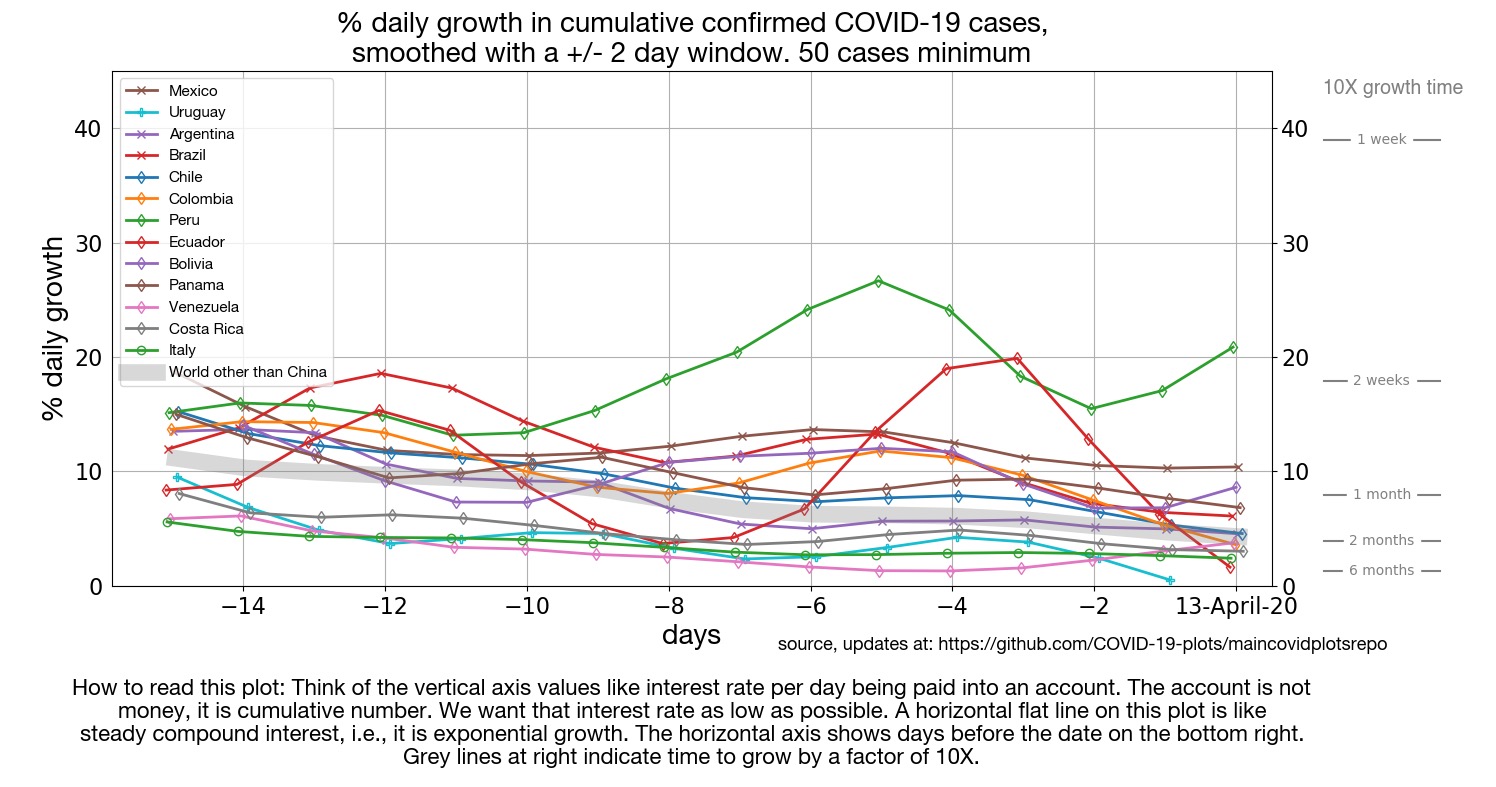 % daily growth in cumulative confirmed COVID-19 cases,
smoothed with a +/- 2 day window. 50 cases minimum
10X growth time
Mexico
Uruguay
Argentina
Brazil
Chile
Colombia
Peru
Ecuador
Bolivia
Panama
Venezuela
Costa Rica
Italy
World other than China
% daily growth
40
30
20
10
0
40
30
20
10
0
1 week
2 weeks
1 month
2 months
6 months
−14
−12
−10
−8
−6
−4
−2
13-April-20
days
source, updates at: https://github.com/COVID-19-plots/maincovidplotsrepo
How to read this plot: Think of the vertical axis values like interest rate per day being paid into an account. The account is not
money, it is cumulative number. We want that interest rate as low as possible. A horizontal flat line on this plot is like
steady compound interest, i.e., it is exponential growth. The horizontal axis shows days before the date on the bottom right.
Grey lines at right indicate time to grow by a factor of 10X.